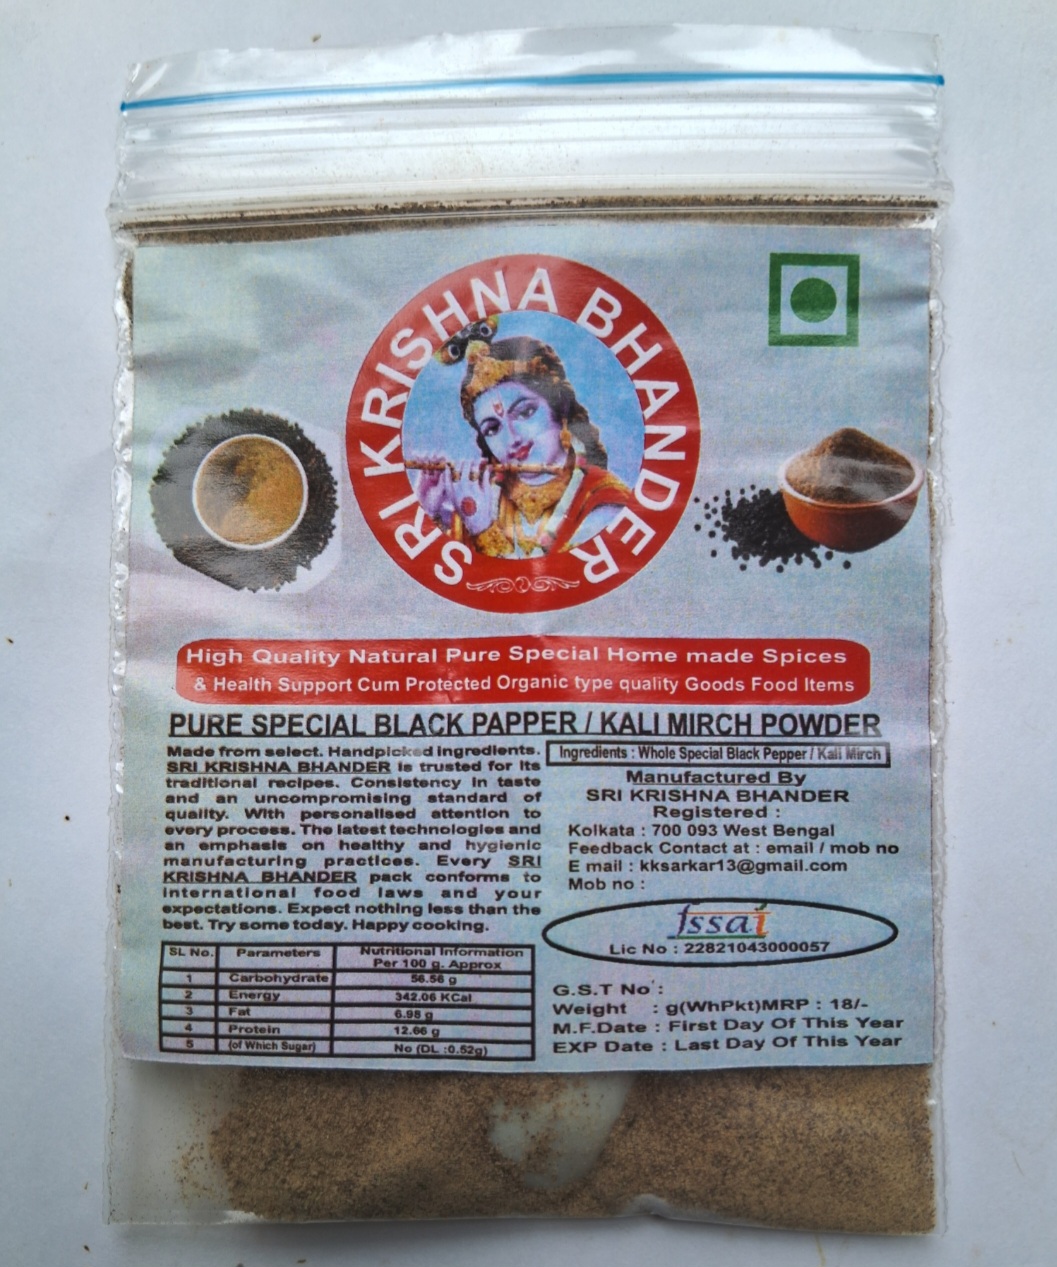 SRI KRISHNA BHANDER
High Quality Natural Pure Special Home made Spices
& Health Support Cum Protected Organic type quality Goods Food Items
PURE SPECIAL BLACK PAPPER / KALI MIRCH POWDER
Made from select. Handpicked ingredients.
SRI KRISHNA BHANDER is trusted for its
traditional recipes. Consistency in taste
and an uncompromising standard of
quality. With personalised attention to
every process. The latest technologies and
an emphasis on healthy and hygienic
manufacturing practices. Every SRI
KRISHNA BHANDER pack conforms to
international food laws and your
expectations. Expect nothing less than the
best. Try some today. Happy cooking.
Ingredients : Whole Special Black Pepper / Kali Mirch
Manufactured By
SRI KRISHNA BHANDER
Registered :
Kolkata : 700 093 West Bengal
Feedback Contact at : email / mob no
E mail : kksarkar13@gmail.com
Mob no :
fssai
Lic No : 22821043000057
SL No. Parameters Nutritional Information
Per 100 g. Approx
1 Carbohydrate 56.56 g
2 Energy 342.06 KCal
3 Fat 6.98 g
4 Protein 12.66 g
5 (of Which Sugar) No (DL :0.52g)
G.S.T No :
Weight : g(WhPkt)MRP : 18/-
M.F.Date : First Day Of This Year
EXP Date : Last Day Of This Year